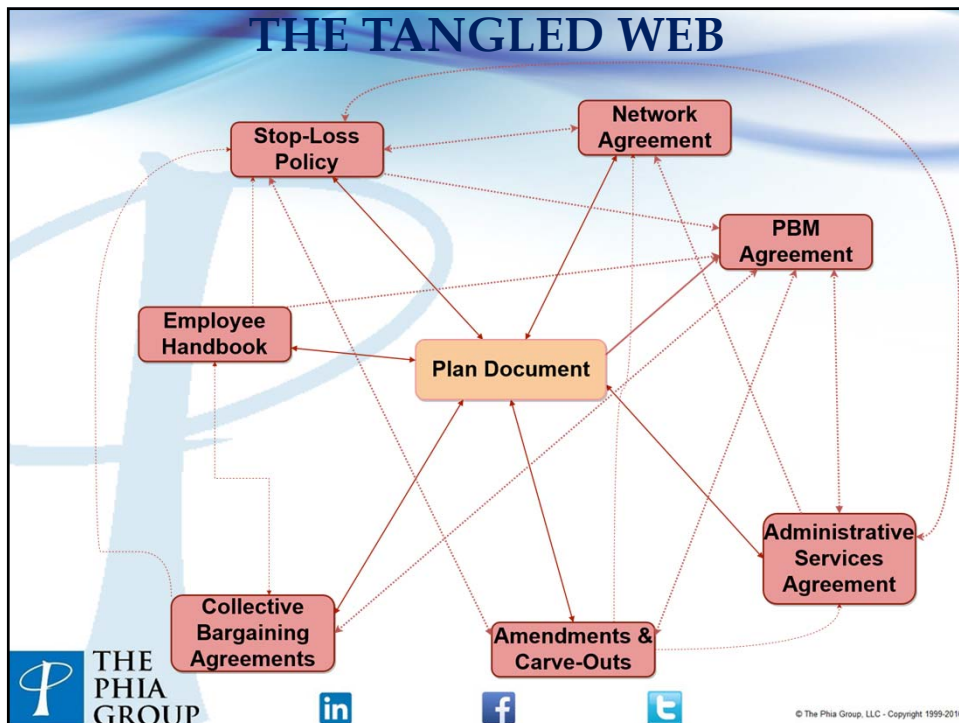 THE TANGLED WEB
Network
Agreement
Stop-Loss
Policy
PBM
Agreement
Employee
Handbook
Plan Document
Administrative
Services
Agreement
Collective
Bargaining
Agreements
Amendments &
Carve-Outs
THE
PHIA
GROUP
in
f
t
© The Phia Group, LLC - Copyright 1999-201